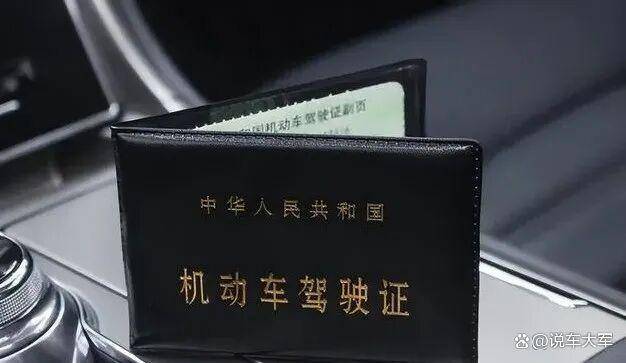 国机动车驾驶证副页
中华人民共和国
机动车驾驶证
说车大军